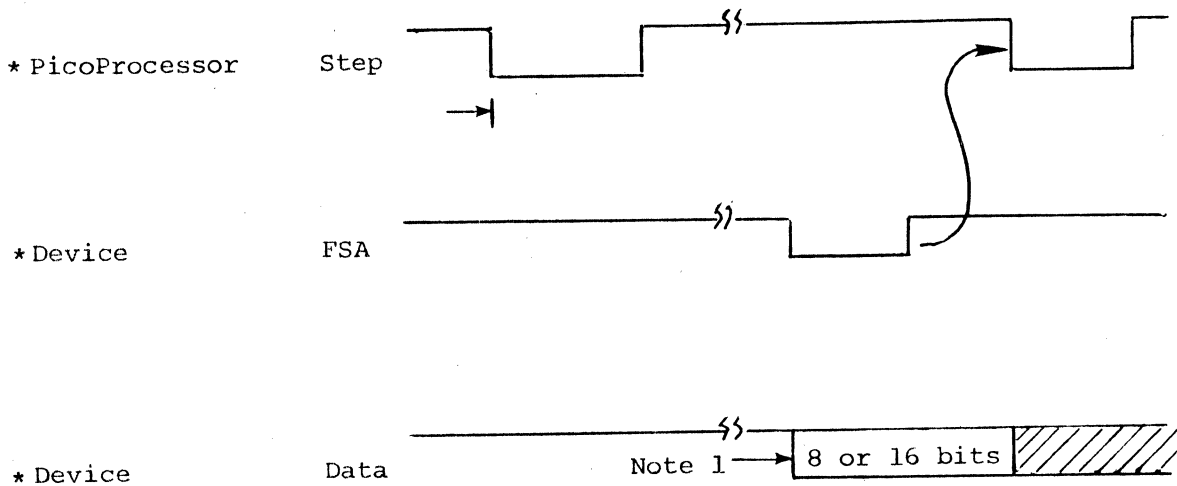 * PicoProcessor Step
* Device FSA
* Device Data Note 1 8 or 16 bits